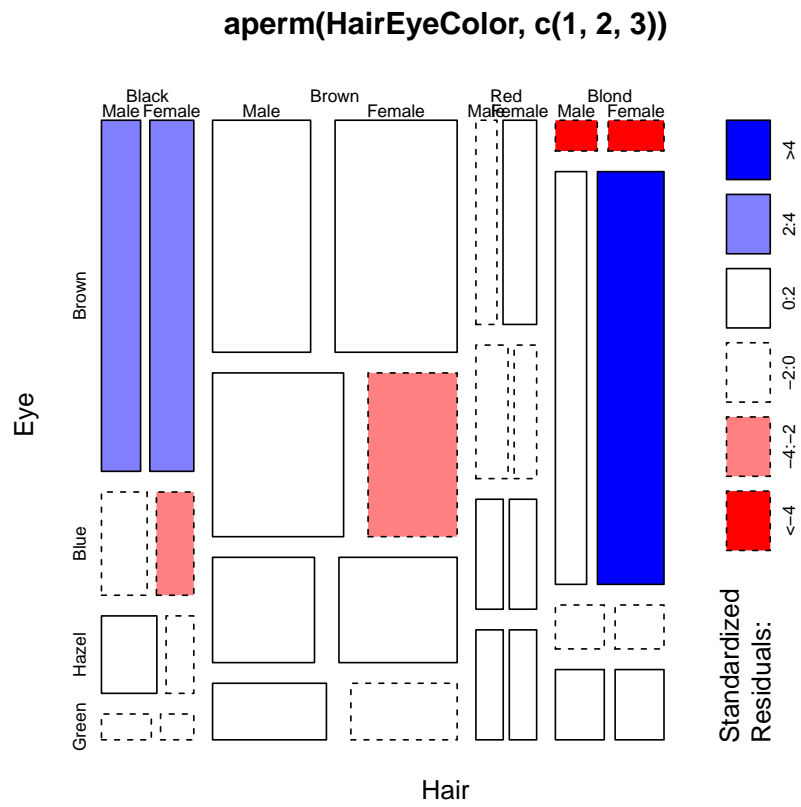 aperm(HairEyeColor, c(1, 2, 3))
Black Brown Red Blond
Male Female Male Female Male Female Male Female
Brown
Blue
Hazel
Green
Eye
Hair
>4
2:4
0:2
−2:0
−4:−2
<−4
Standardized
Residuals: